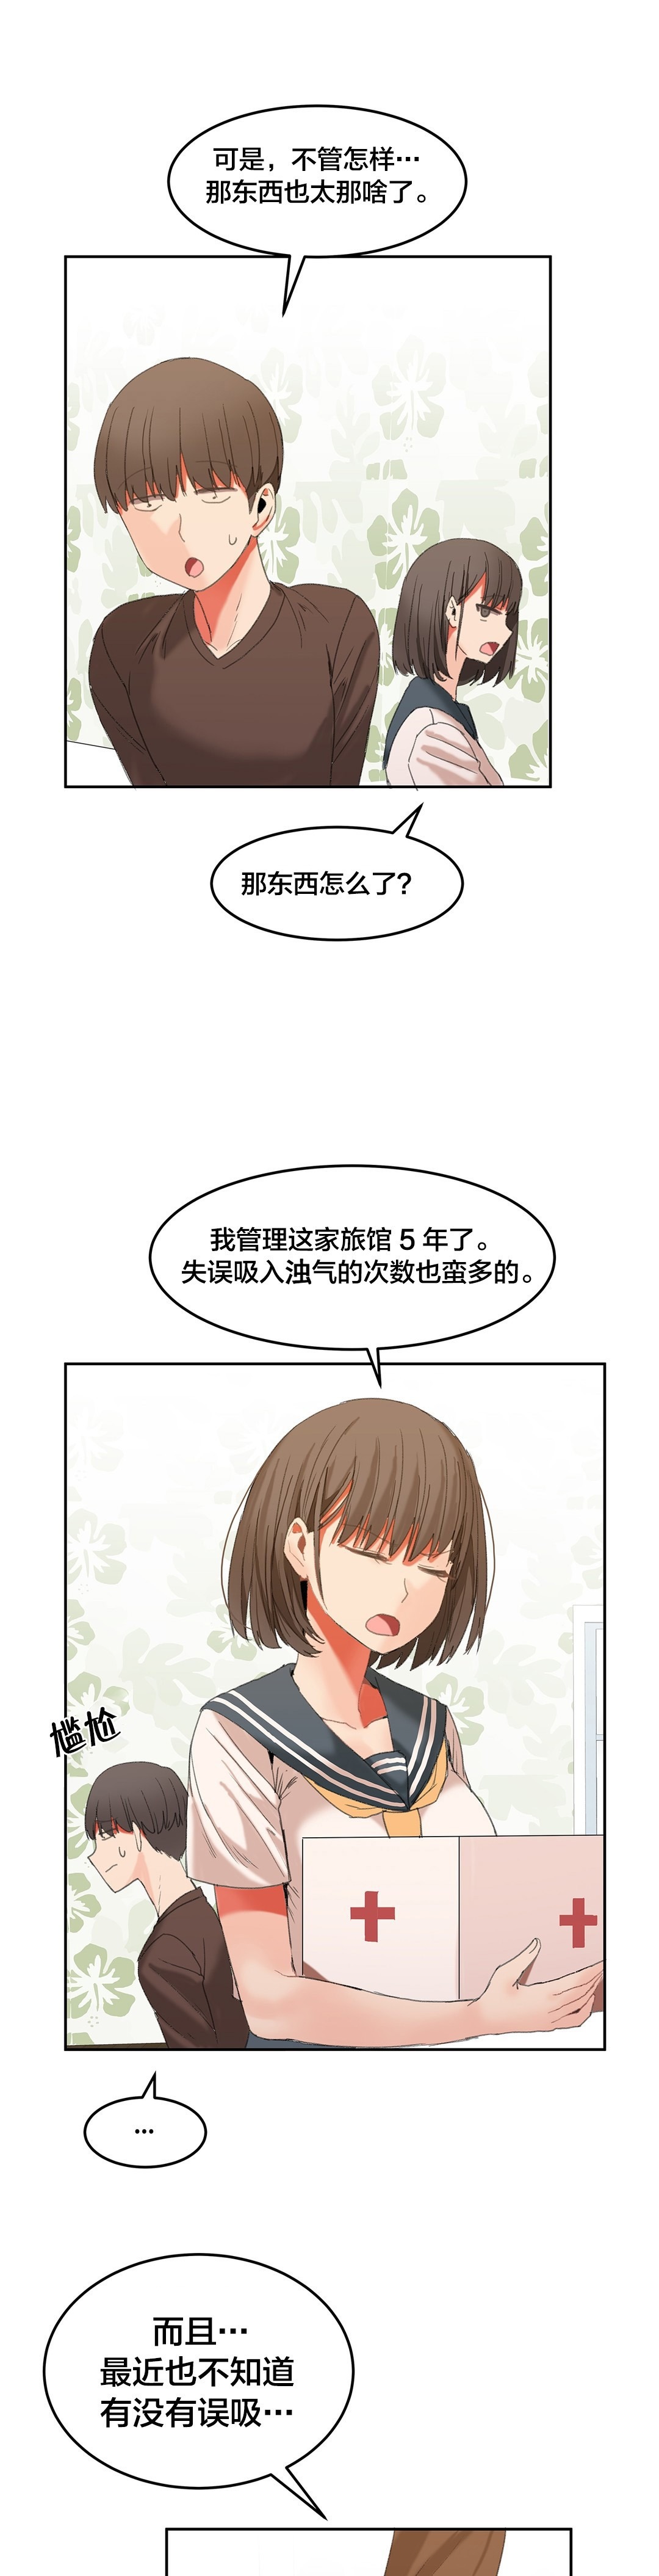 可是，不管怎样…
那东西也太那啥了。
那东西怎么了？
我管理这家旅馆 5 年了。
失误吸入浊气的次数也蛮多的。
尴尬
…
而且…
最近也不知道
有没有误吸…